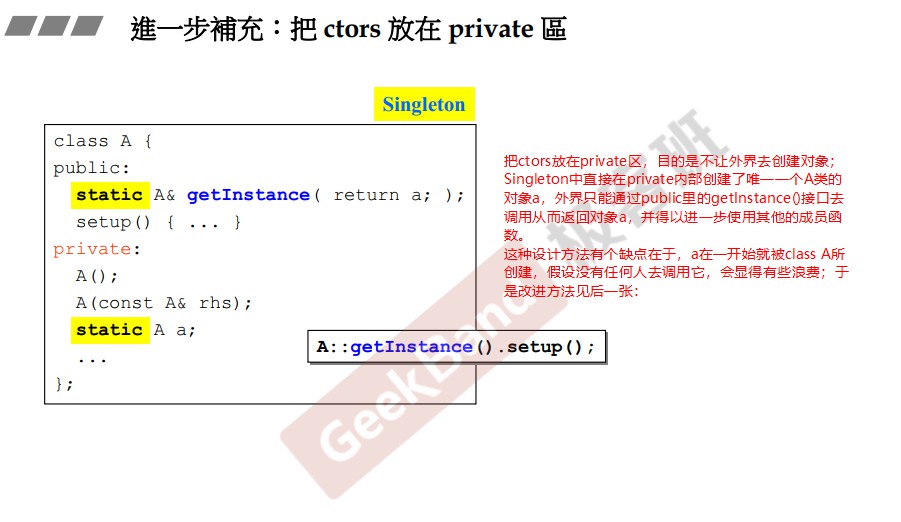 進一步補充：把 ctors 放在 private 區
Singleton
class A {
public:
static A& getInstance( return a; );
setup() { ... }
private:
A();
A(const A& rhs);
static A a;
...
};
A::getInstance().setup();
把ctors放在private区，目的是不让外界去创建对象；
Singleton中直接在private内部创建了唯一一个A类的
对象a，外界只能通过public里的getInstance()接口去
调用从而返回对象a，并得以进一步使用其他的成员函
数。
这种设计方法有个缺点在于，a在一开始就被class A所
创建，假设没有任何人去调用它，会显得有些浪费；于
是改进方法见后一张：
GeekBand 极客班